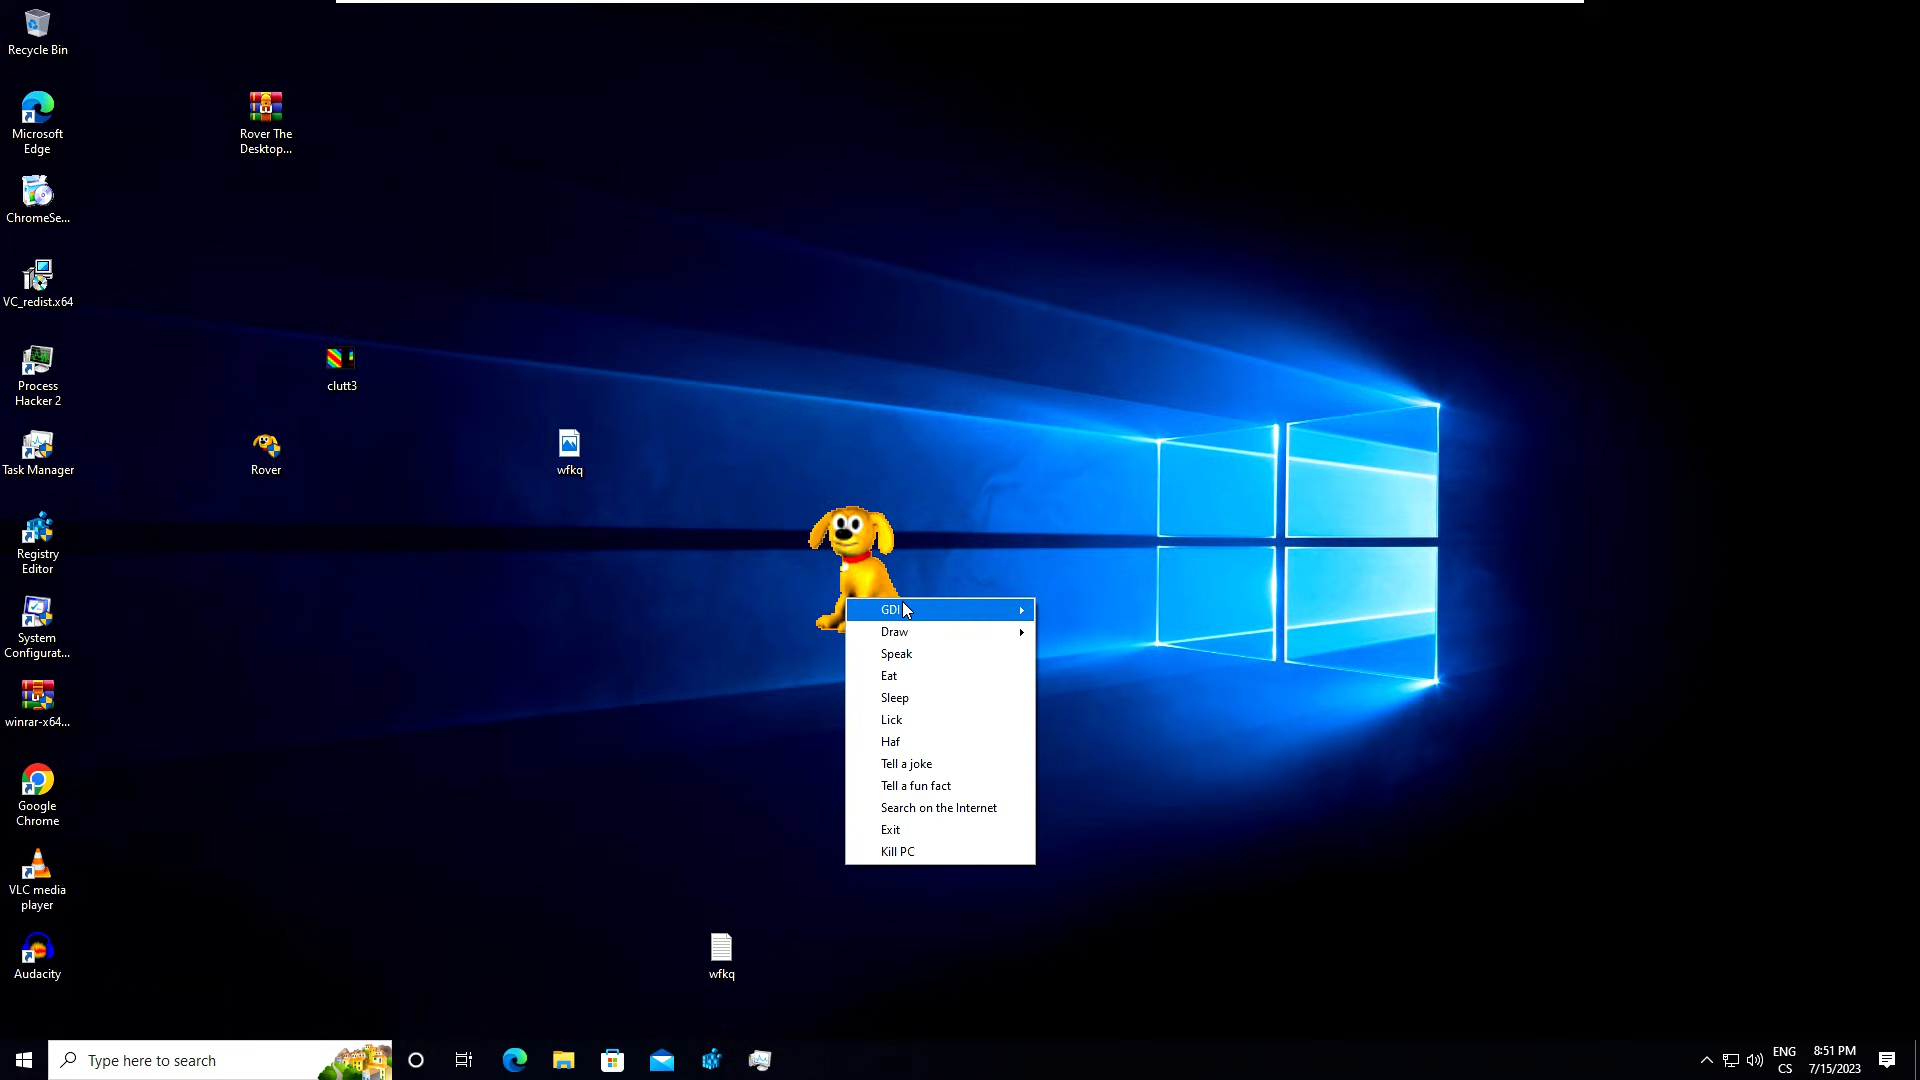 Recycle Bin
Microsoft
Edge
Rover The
Desktop...
ChromeSe...
VC_redist.x64
Process
Hacker 2
clutt3
Task Manager
Rover
wfkq
Registry
Editor
System
Configurat...
winrar-x64...
Google
Chrome
VLC media
player
Audacity
GDI
Draw
Speak
Eat
Sleep
Lick
Haf
Tell a joke
Tell a fun fact
Search on the Internet
Exit
Kill PC
wfkq
Type here to search
ENG
CS
8:51 PM
7/15/2023